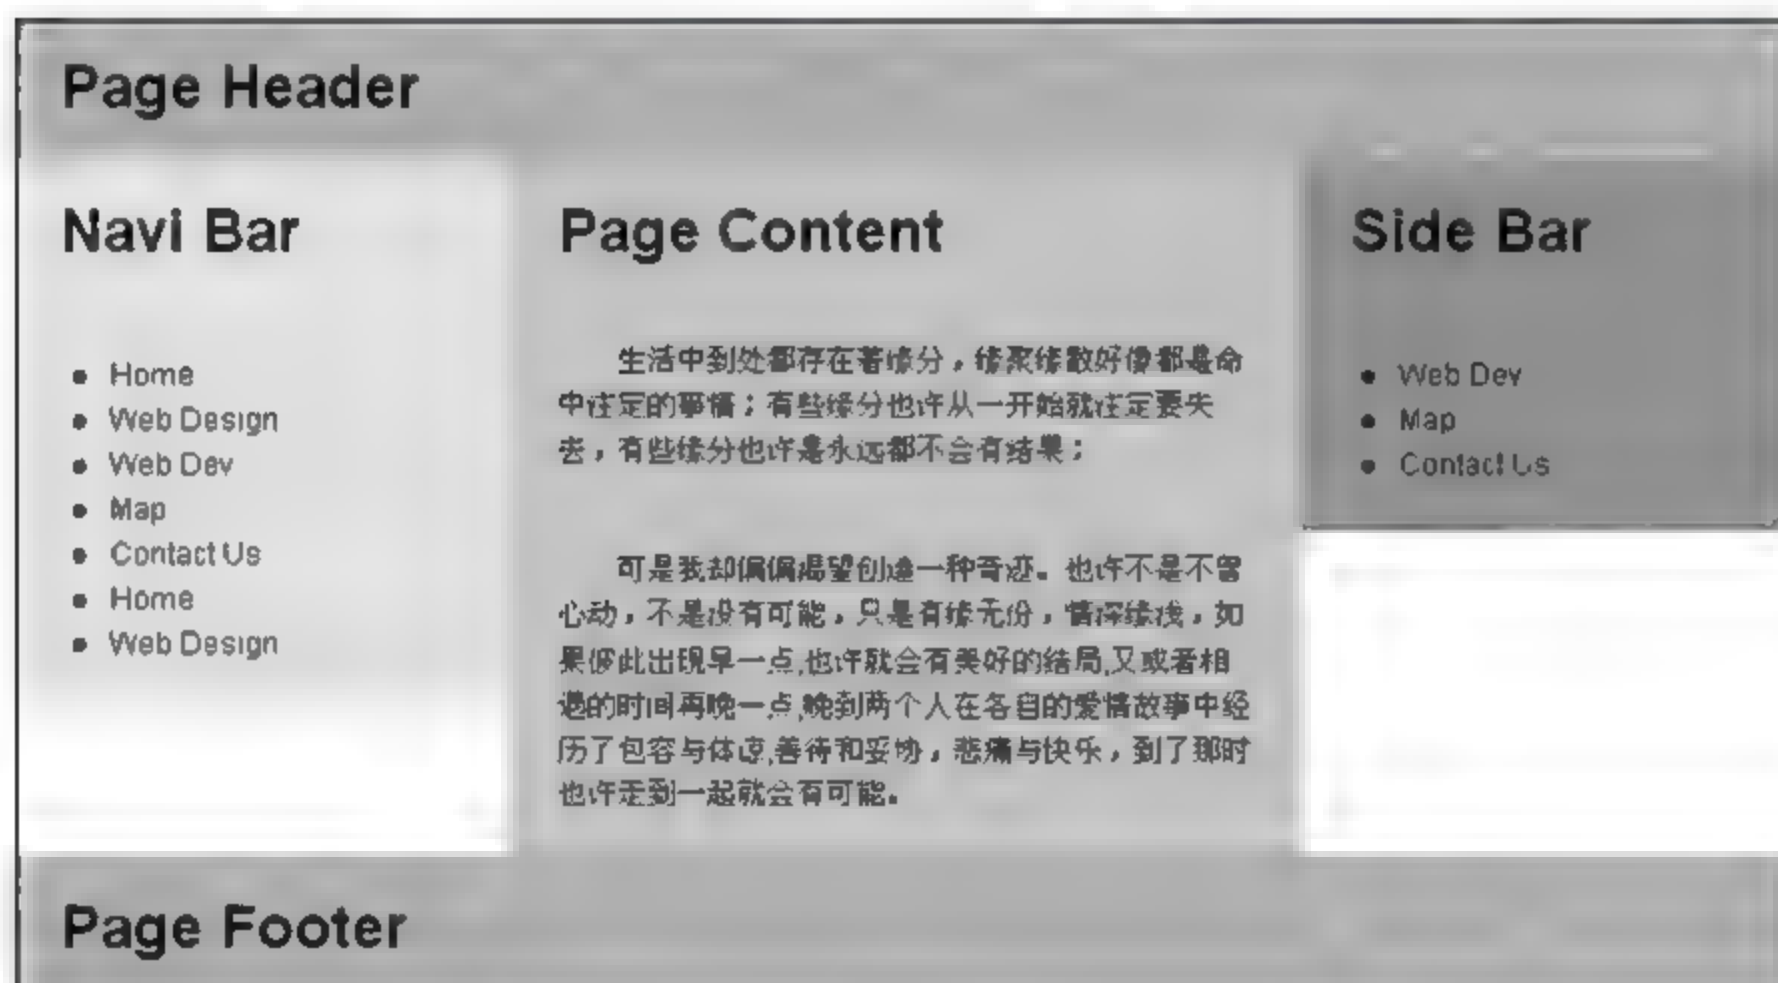 Page Header
Navi Bar
Home
Web Design
Web Dev
Map
Contact Us
Home
Web Design
Page Content
生活中到处都存在着缘分，缘聚缘散好像都是命
中注定的事情；有些缘分也许从一开始就注定要失
去，有些缘分也许是永远都不会有结果；
可是我却偏偏渴望创造一种奇迹。也许不是不曾
心动，不是没有可能，只是有缘无份，情深缘浅，如
果彼此出现早一点,也许就会有美好的结局,又或者相
遇的时间再晚一点,晚到两个人在各自的爱情故事中经
历了包容与体谅,善待和妥协，悲痛与快乐，到了那时
也许走到一起就会有可能。
Side Bar
Web Dev
Map
Contact Us
Page Footer